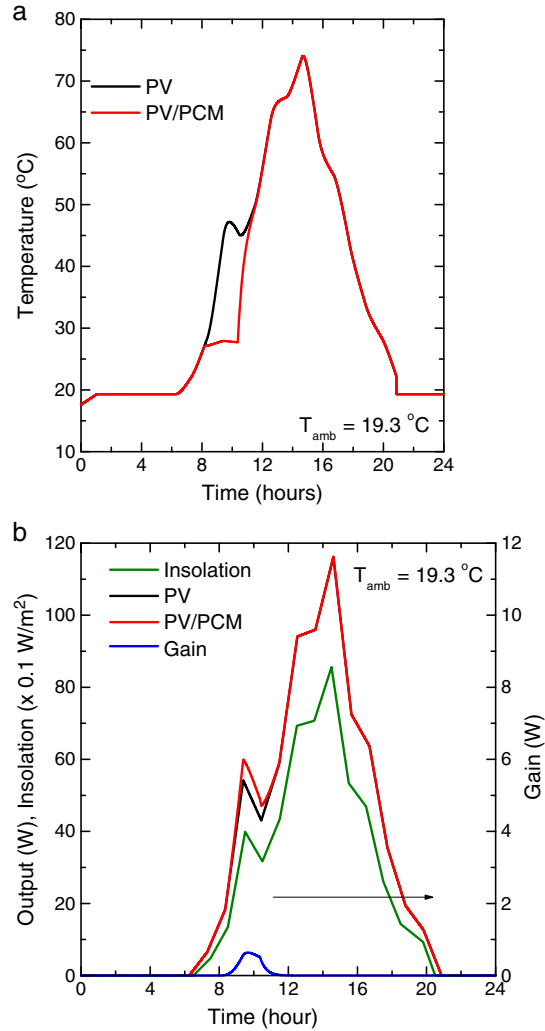 a
80
70
60
50
40
30
20
10
PV
PV/PCM
Temperature (°C)
T_amb = 19.3 °C
0 4 8 12 16 20 24
Time (hours)
b
120
100
80
60
40
20
0
Insolation
PV
PV/PCM
Gain
T_amb = 19.3 °C
Output (W), Insolation (x 0.1 W/m²)
12
10
8
6
4
2
0
Gain (W)
0 4 8 12 16 20 24
Time (hour)